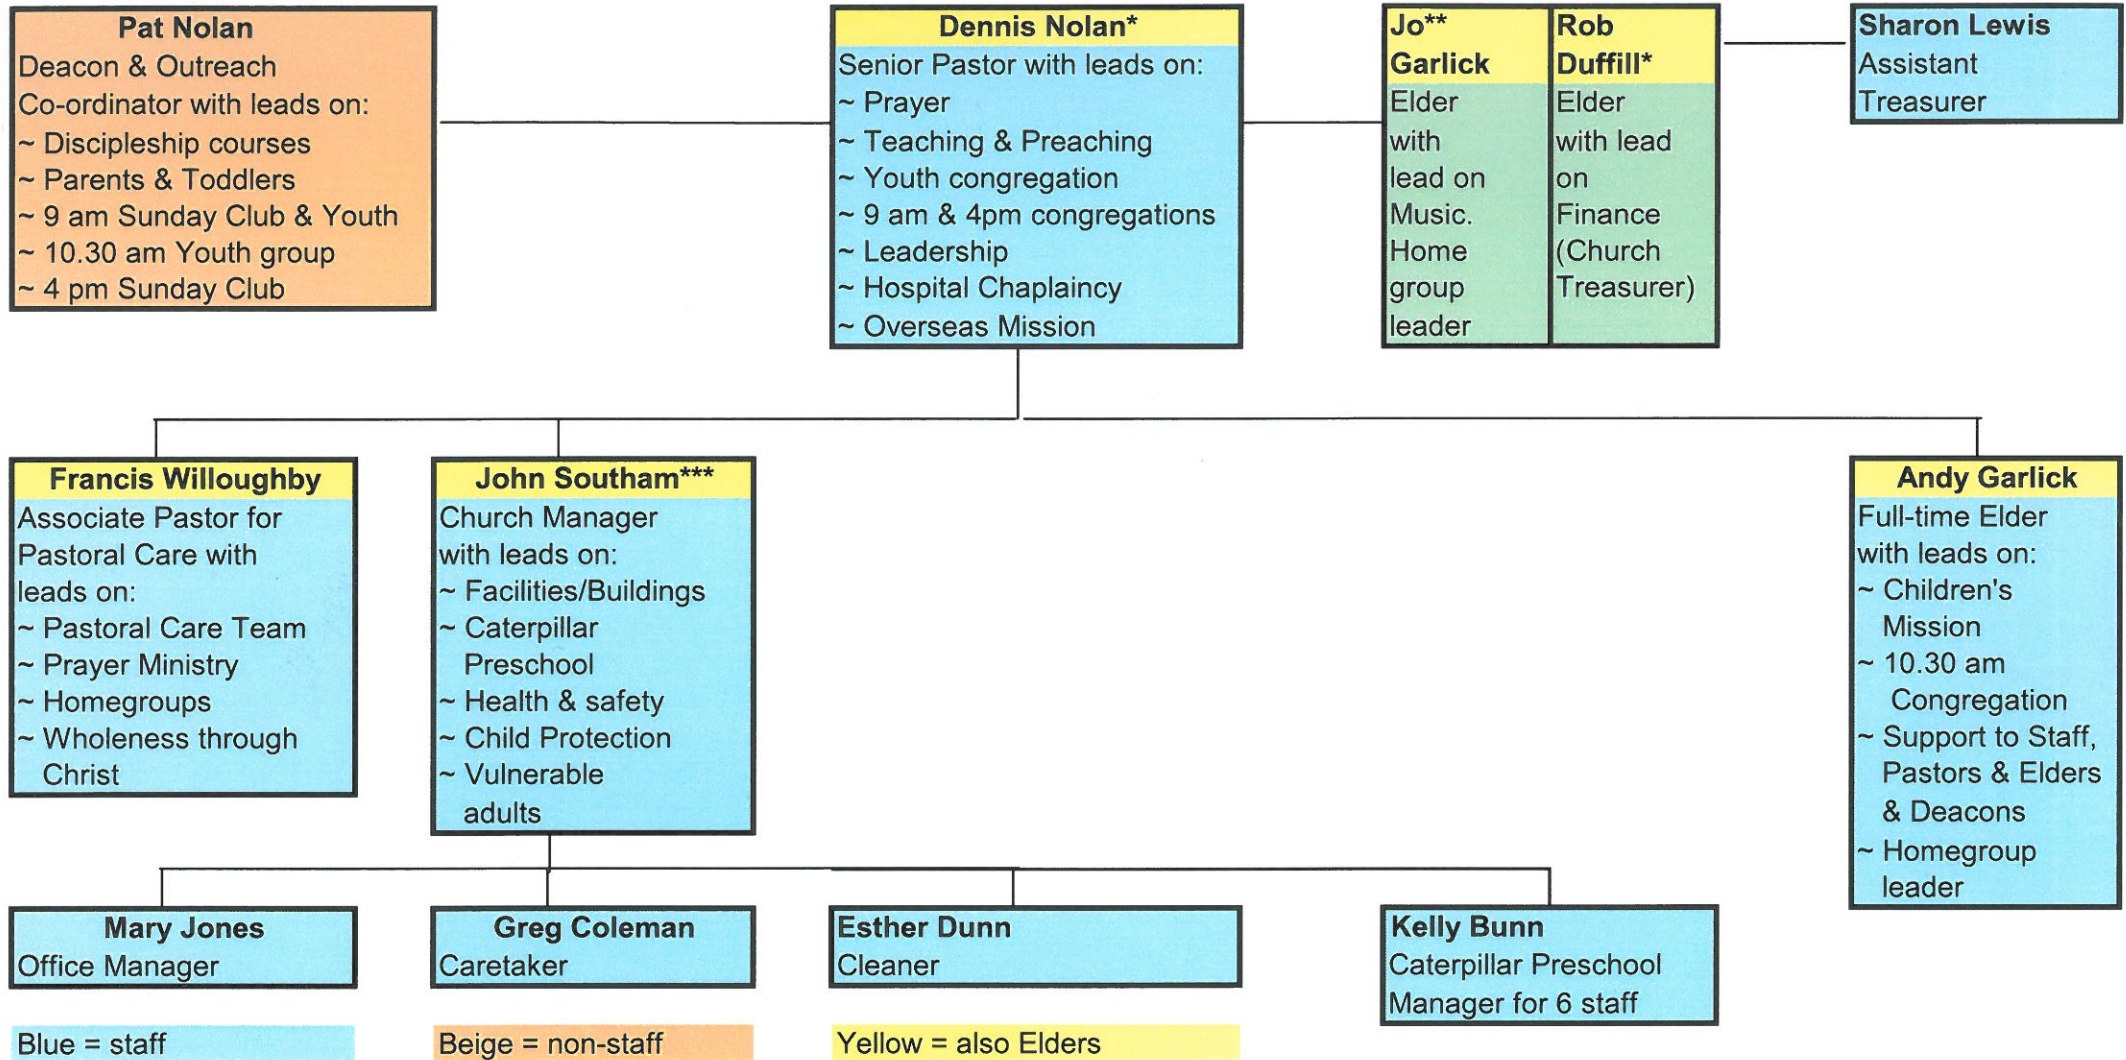 Pat Nolan
Deacon & Outreach
Co-ordinator with leads on:
~ Discipleship courses
~ Parents & Toddlers
~ 9 am Sunday Club & Youth
~ 10.30 am Youth group
~ 4 pm Sunday Club
Dennis Nolan*
Senior Pastor with leads on:
~ Prayer
~ Teaching & Preaching
~ Youth congregation
~ 9 am & 4pm congregations
~ Leadership
~ Hospital Chaplaincy
~ Overseas Mission
Jo**
Garlick
Elder
with
lead on
Music.
Home
group
leader
Rob
Duffill*
Elder
with lead
on
Finance
(Church
Treasurer)
Sharon Lewis
Assistant
Treasurer
Francis Willoughby
Associate Pastor for
Pastoral Care with
leads on:
~ Pastoral Care Team
~ Prayer Ministry
~ Homegroups
~ Wholeness through
Christ
John Southam***
Church Manager
with leads on:
~ Facilities/Buildings
~ Caterpillar
Preschool
~ Health & safety
~ Child Protection
~ Vulnerable
adults
Andy Garlick
Full-time Elder
with leads on:
~ Children's
Mission
~ 10.30 am
Congregation
~ Support to Staff,
Pastors & Elders
& Deacons
~ Homegroup
leader
Mary Jones
Office Manager
Greg Coleman
Caretaker
Esther Dunn
Cleaner
Kelly Bunn
Caterpillar Preschool
Manager for 6 staff
Blue = staff
Beige = non-staff
Yellow = also Elders